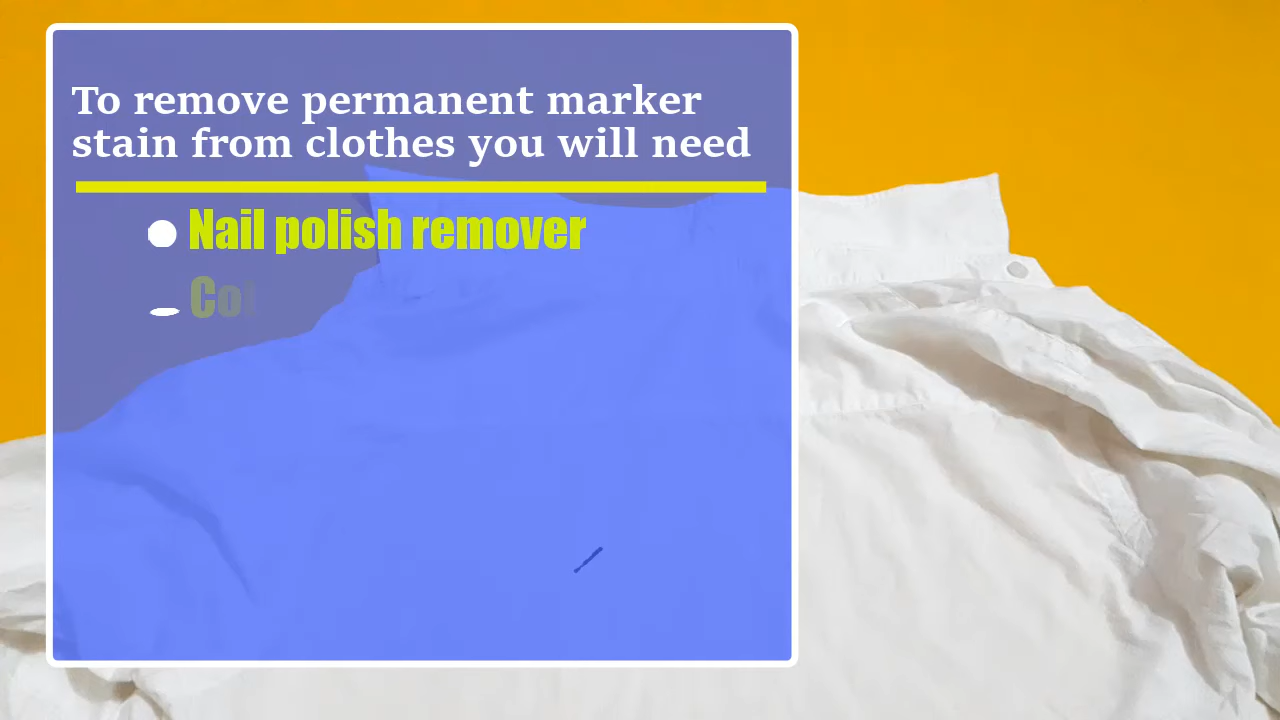 To remove permanent marker
stain from clothes you will need
Nail polish remover